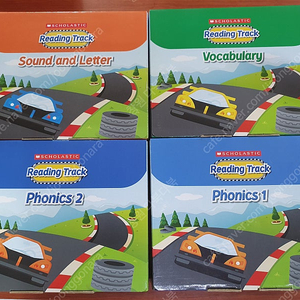 SCHOLASTIC
Reading Track
Sound and Letter
SCHOLASTIC
Reading Track
Vocabulary
SCHOLASTIC
Reading Track
Phonics 2
SCHOLASTIC
Reading Track
Phonics 1